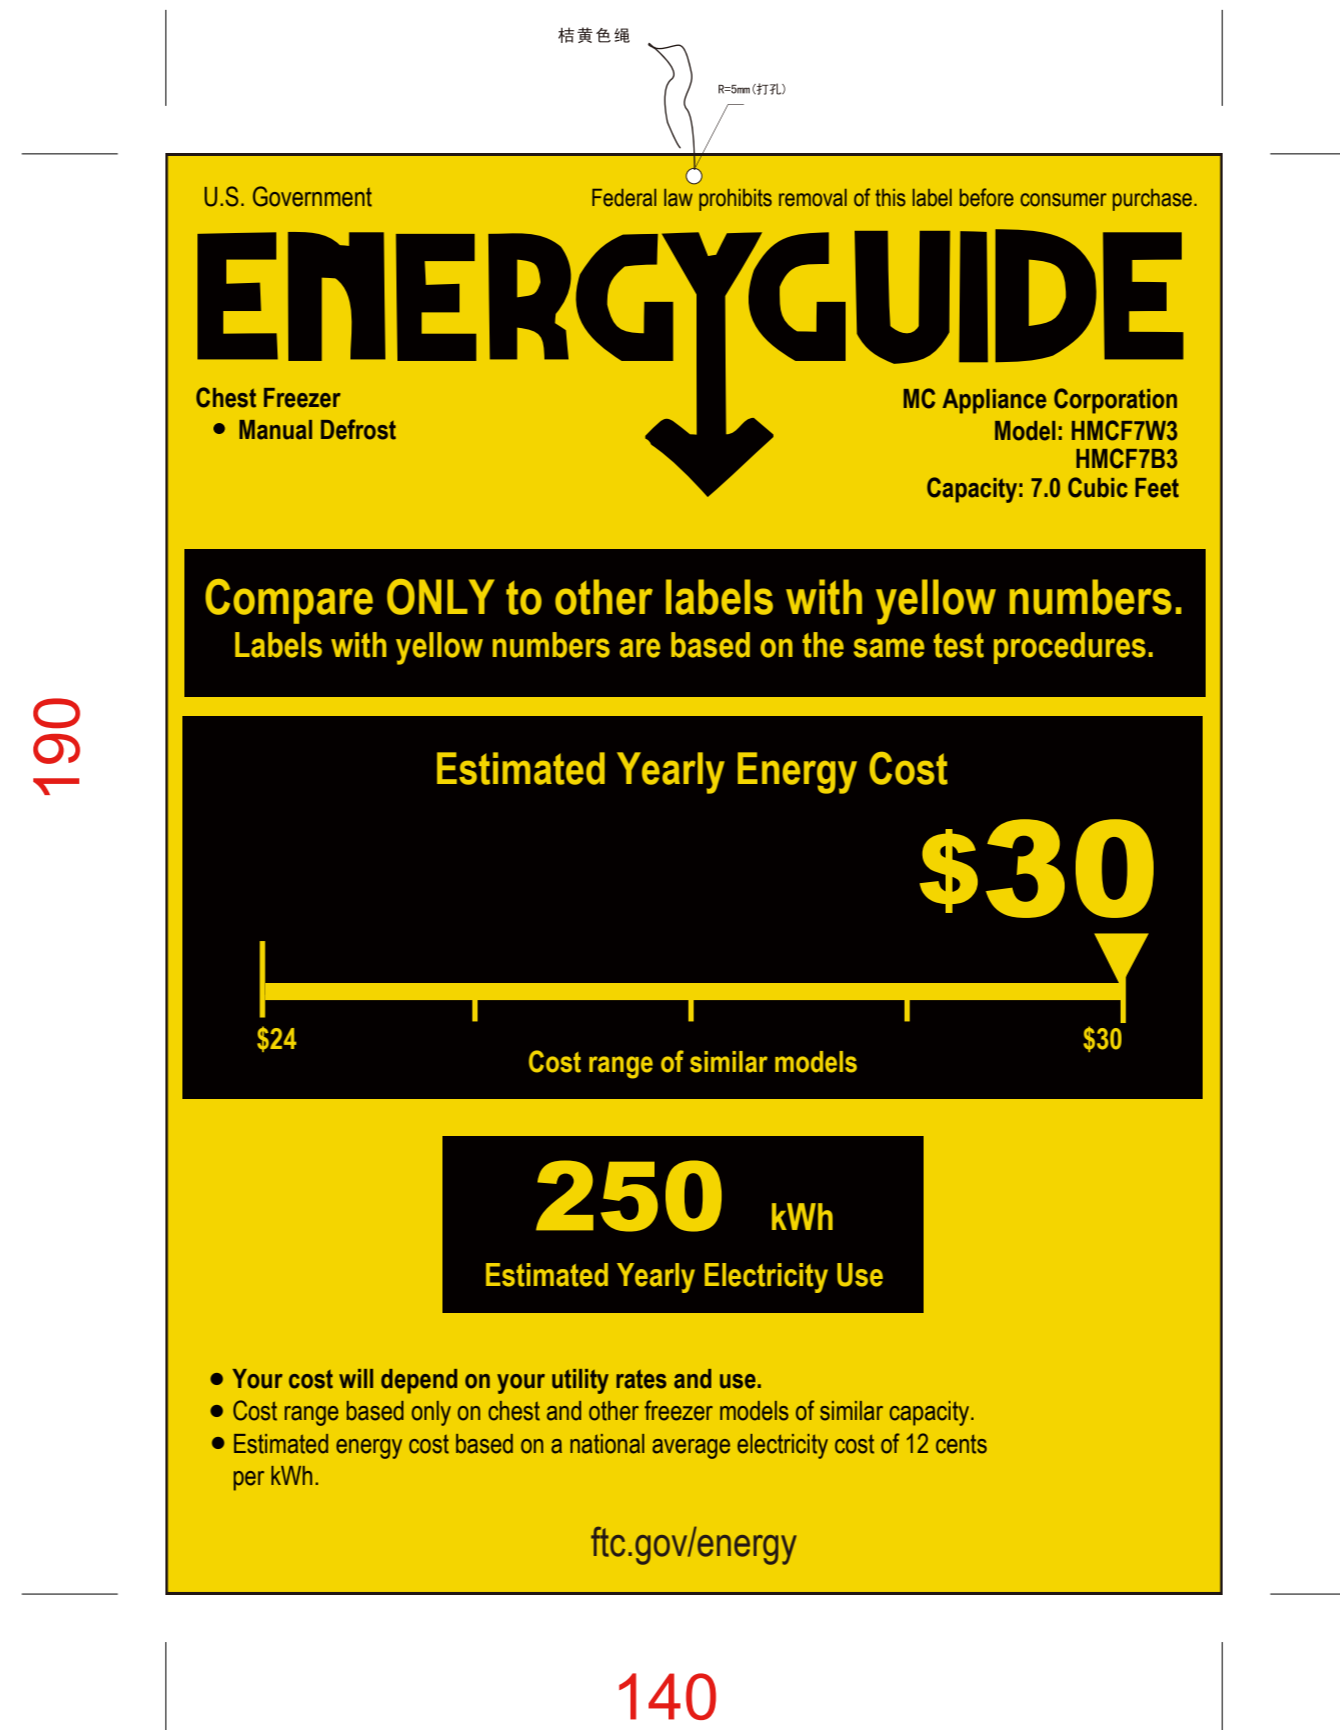 桔黄色绳
R=5mm(打孔)
U.S. Government
Federal law prohibits removal of this label before consumer purchase.
ENERGYGUIDE
Chest Freezer
● Manual Defrost
MC Appliance Corporation
Model: HMCF7W3
HMCF7B3
Capacity: 7.0 Cubic Feet
Compare ONLY to other labels with yellow numbers.
Labels with yellow numbers are based on the same test procedures.
190
Estimated Yearly Energy Cost
$30
$24
$30
Cost range of similar models
250 kWh
Estimated Yearly Electricity Use
● Your cost will depend on your utility rates and use.
● Cost range based only on chest and other freezer models of similar capacity.
● Estimated energy cost based on a national average electricity cost of 12 cents
per kWh.
ftc.gov/energy
140